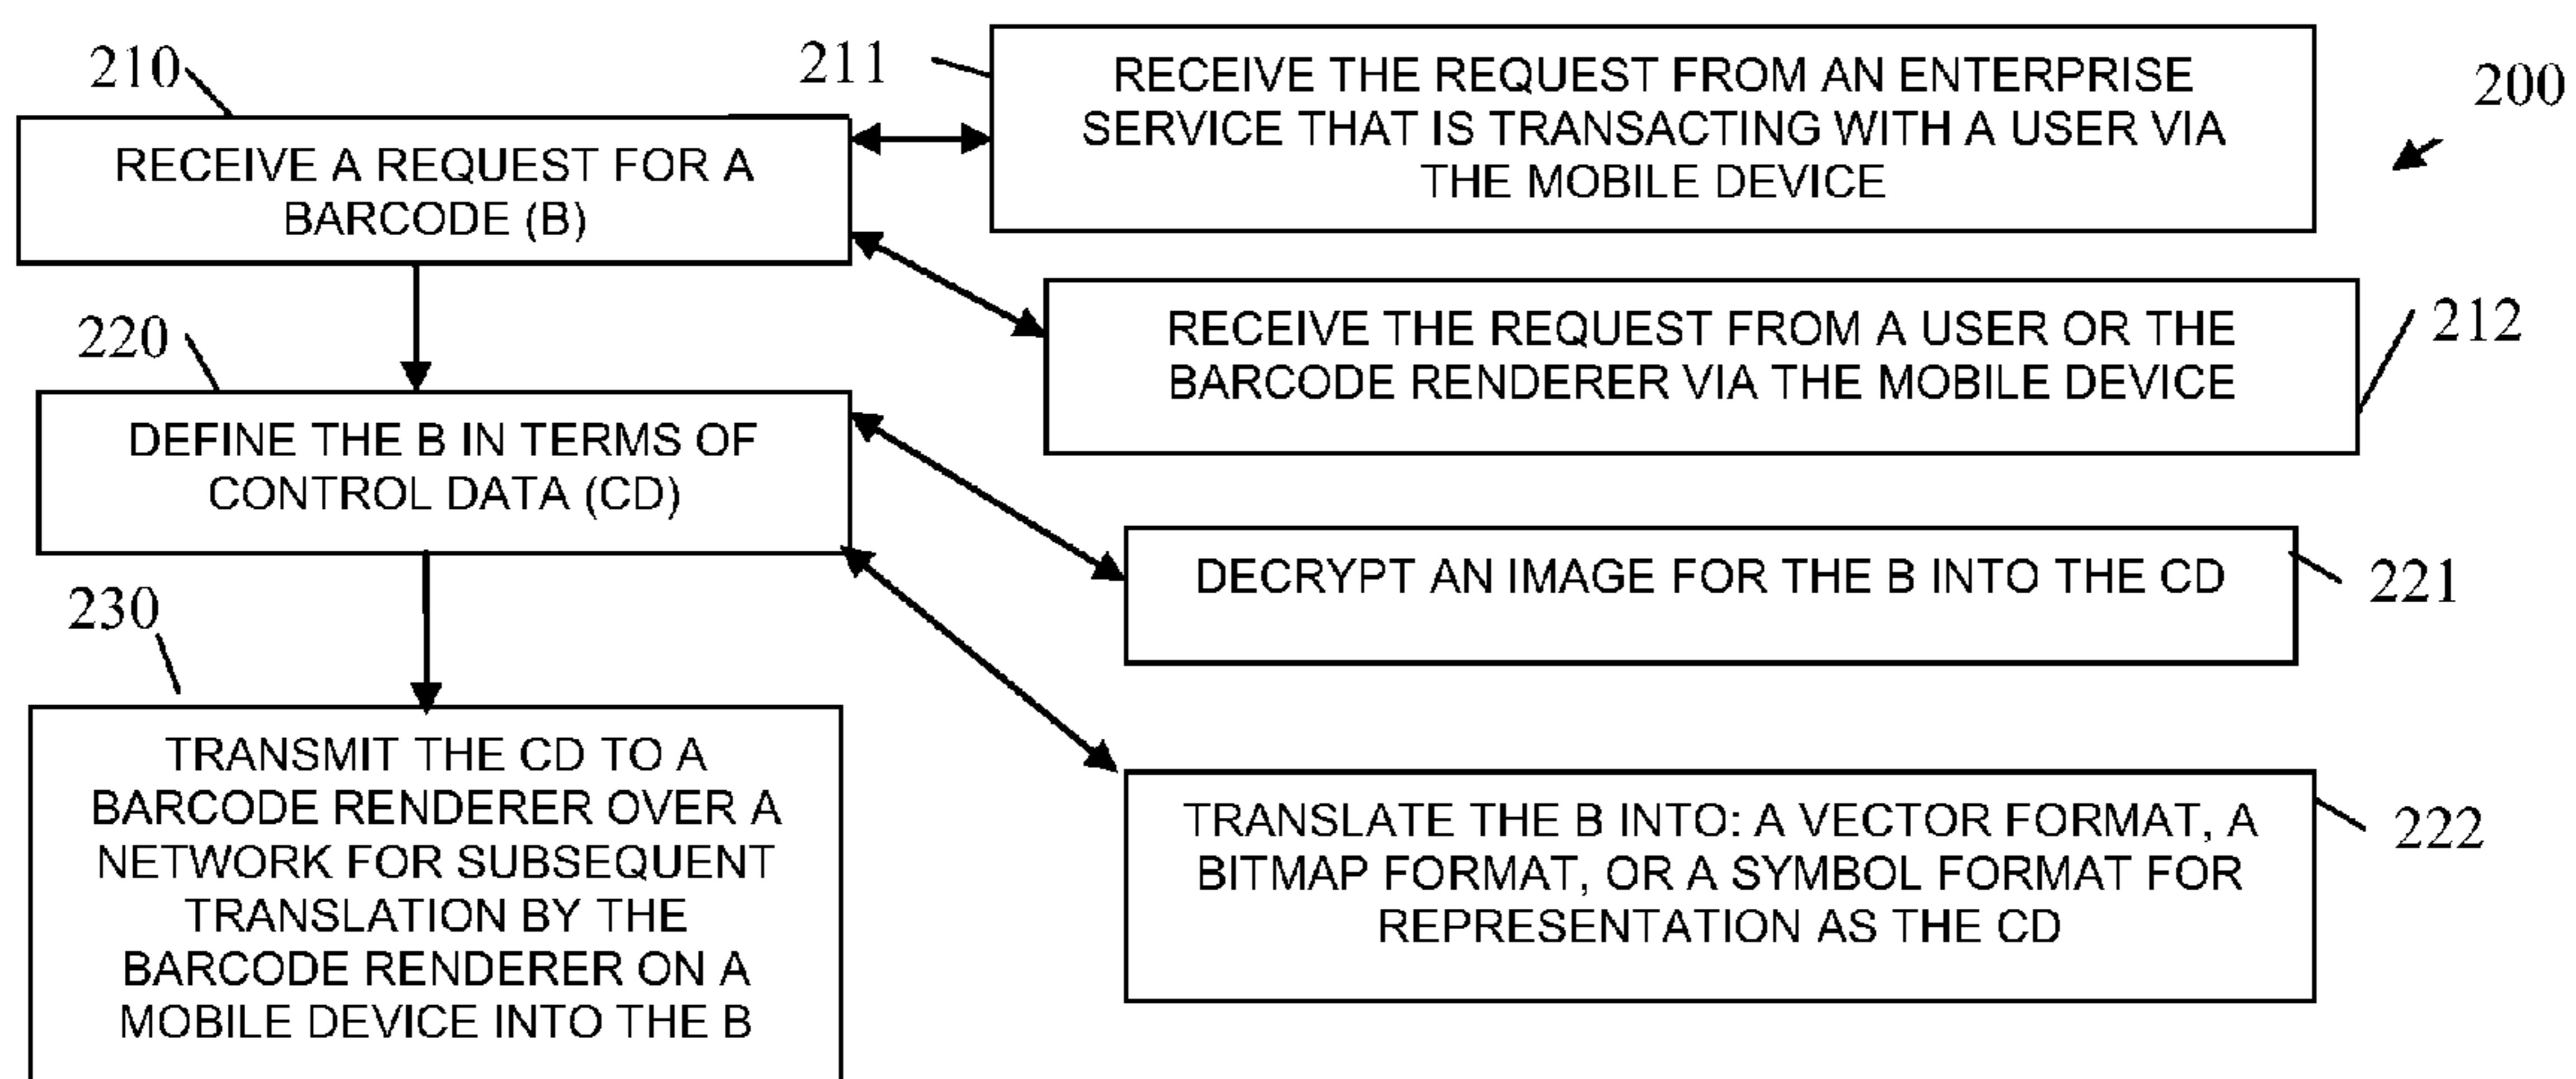 210
RECEIVE A REQUEST FOR A
BARCODE (B)
211
RECEIVE THE REQUEST FROM AN ENTERPRISE
SERVICE THAT IS TRANSACTING WITH A USER VIA
THE MOBILE DEVICE
200
RECEIVE THE REQUEST FROM A USER OR THE
BARCODE RENDERER VIA THE MOBILE DEVICE
212
220
DEFINE THE B IN TERMS OF
CONTROL DATA (CD)
DECRYPT AN IMAGE FOR THE B INTO THE CD
221
TRANSLATE THE B INTO: A VECTOR FORMAT, A
BITMAP FORMAT, OR A SYMBOL FORMAT FOR
REPRESENTATION AS THE CD
222
230
TRANSMIT THE CD TO A
BARCODE RENDERER OVER A
NETWORK FOR SUBSEQUENT
TRANSLATION BY THE
BARCODE RENDERER ON A
MOBILE DEVICE INTO THE B